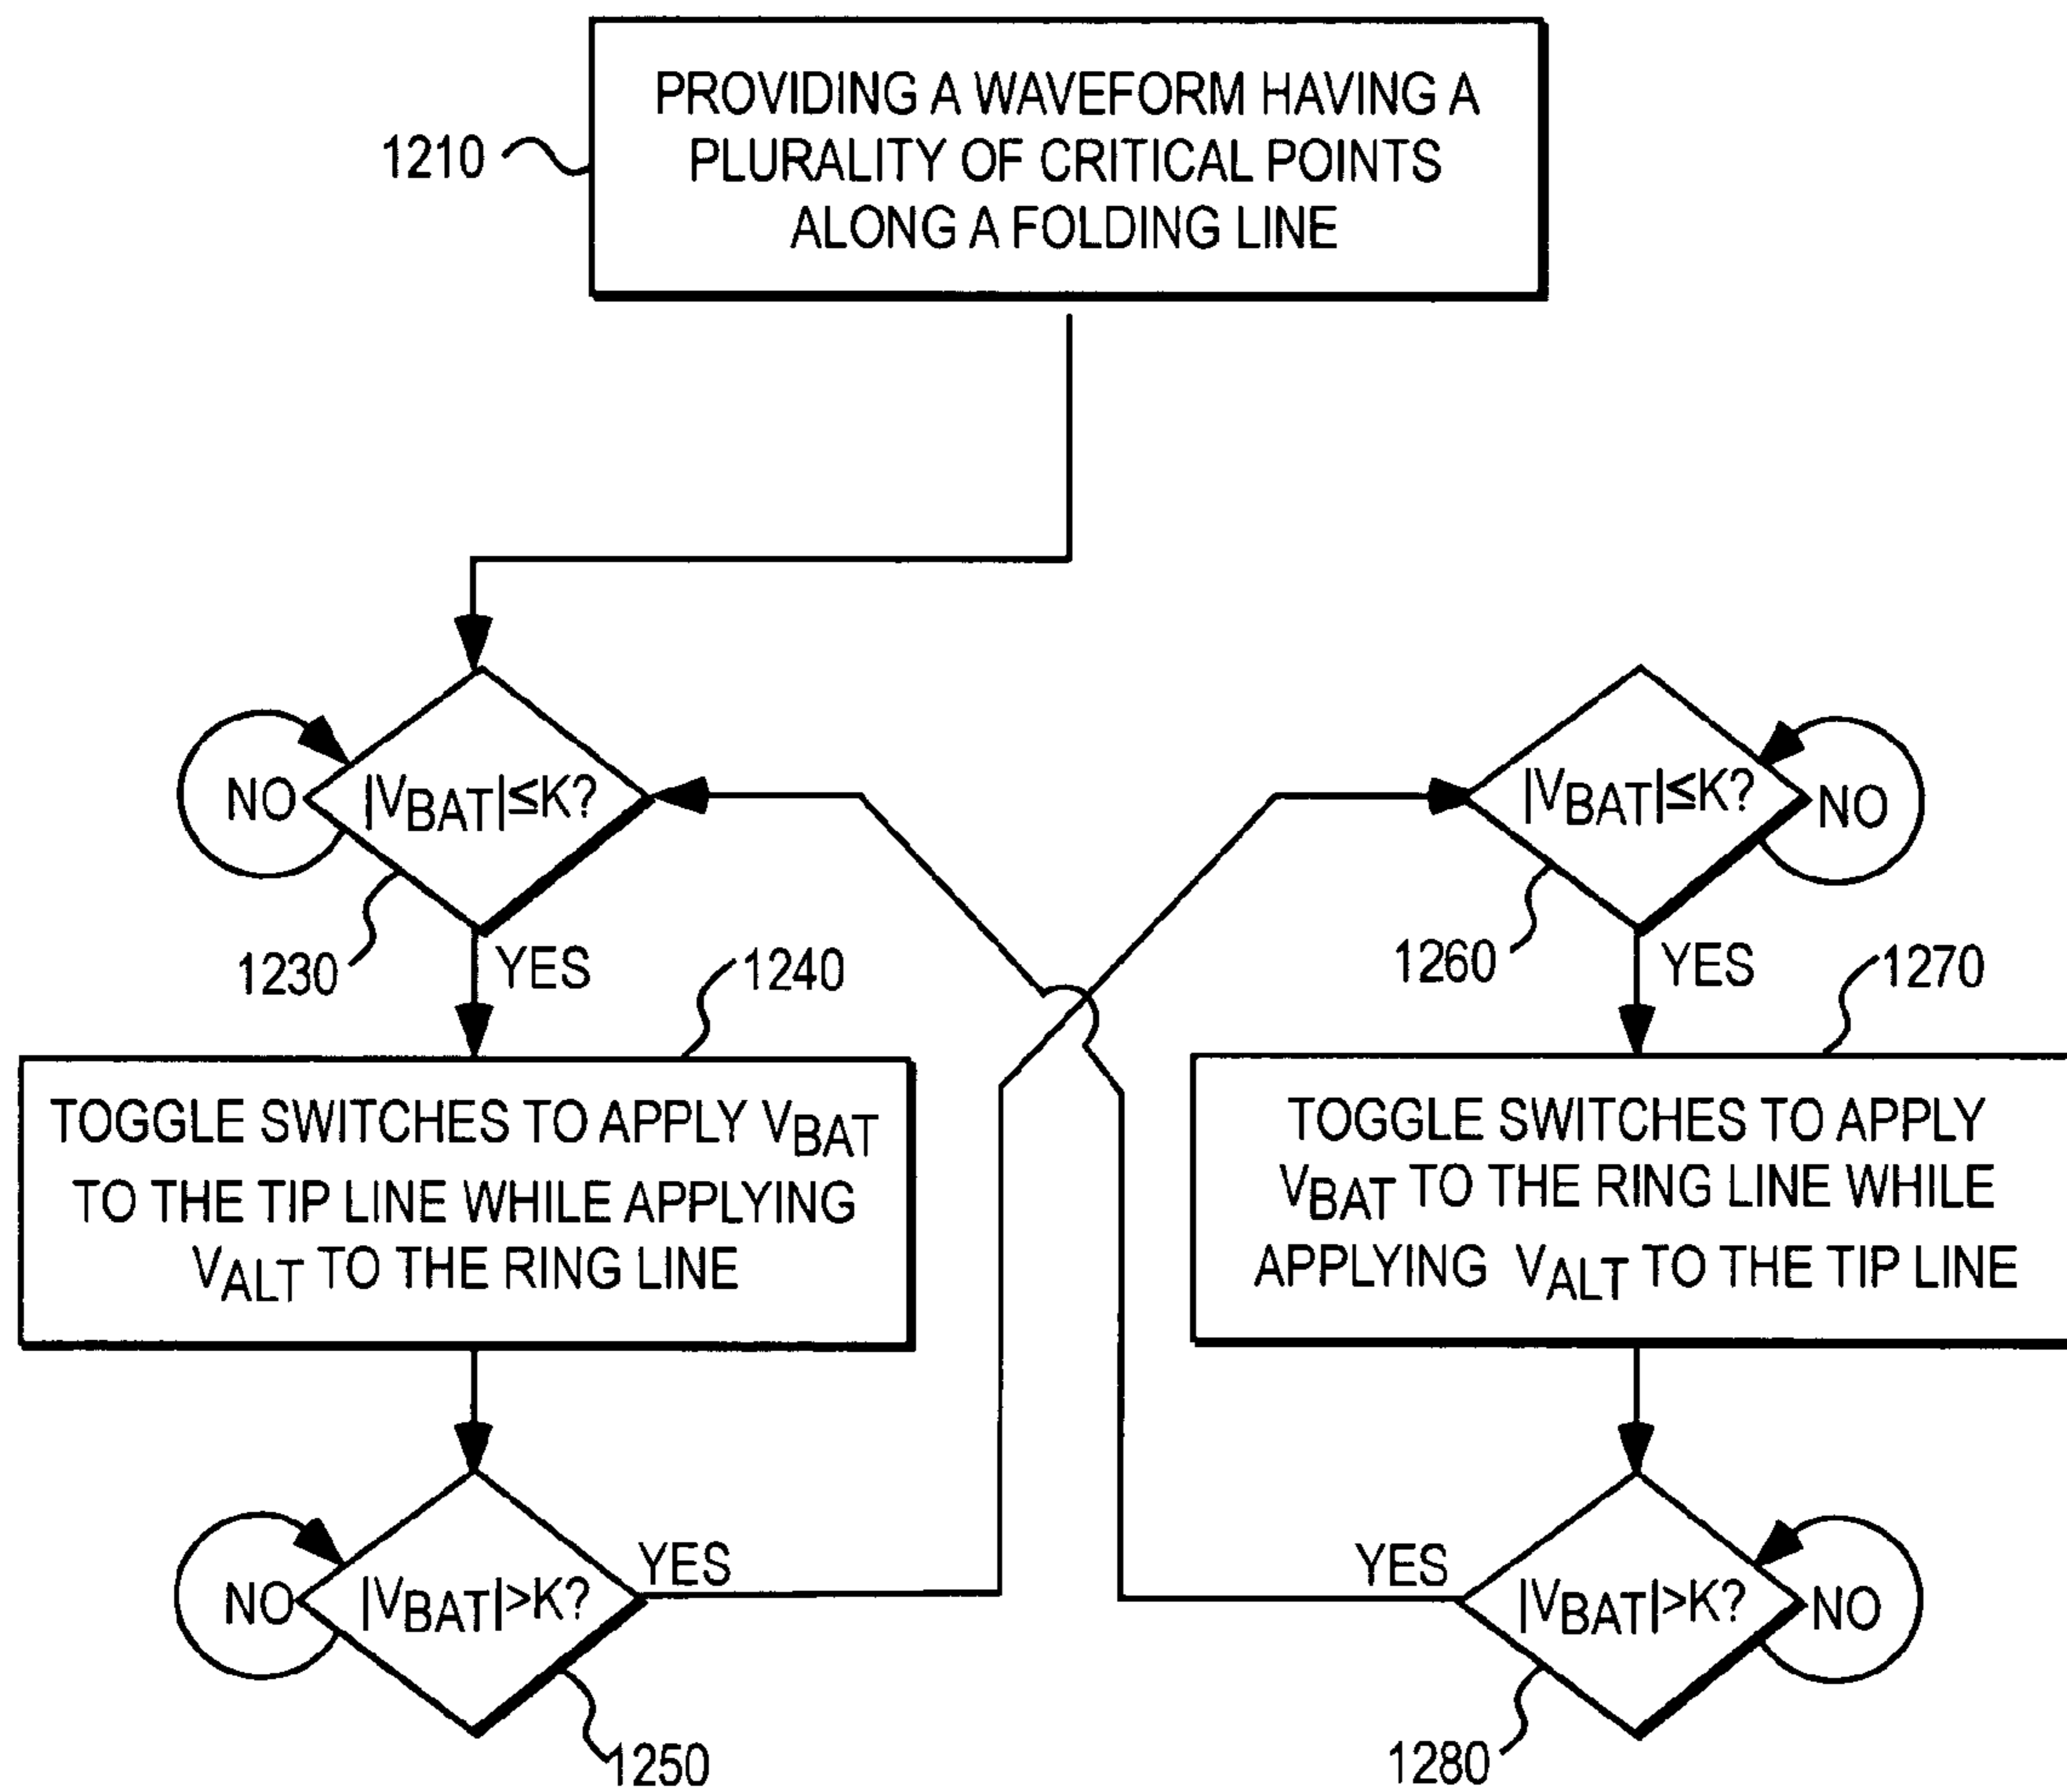 PROVIDING A WAVEFORM HAVING A
PLURALITY OF CRITICAL POINTS
ALONG A FOLDING LINE
1210
NO
|VBAT|≤K?
1230
YES
1240
TOGGLE SWITCHES TO APPLY VBAT
TO THE TIP LINE WHILE APPLYING
VALT TO THE RING LINE
NO
|VBAT|>K?
YES
1250
|VBAT|≤K?
NO
1260
YES
1270
TOGGLE SWITCHES TO APPLY
VBAT TO THE RING LINE WHILE
APPLYING VALT TO THE TIP LINE
YES
|VBAT|>K?
NO
1280